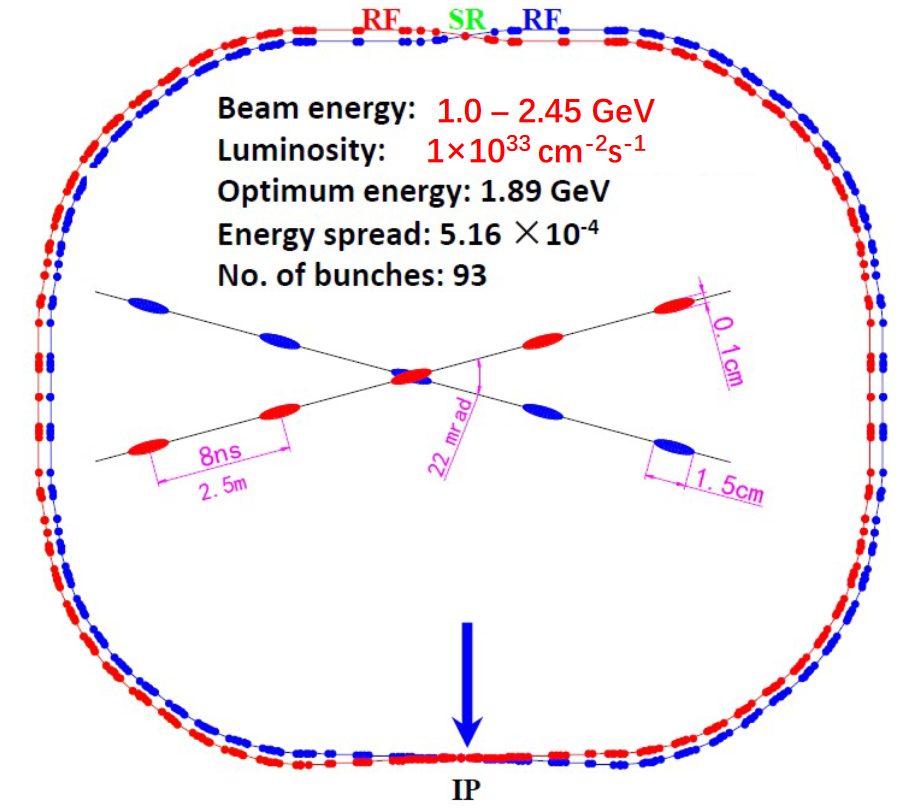 RF SR RF
Beam energy: 1.0 – 2.45 GeV
Luminosity: 1×10³³ cm⁻²s⁻¹
Optimum energy: 1.89 GeV
Energy spread: 5.16 ×10⁻⁴
No. of bunches: 93
0.1cm
22 mrad
8ns
2.5m
1.5cm
IP